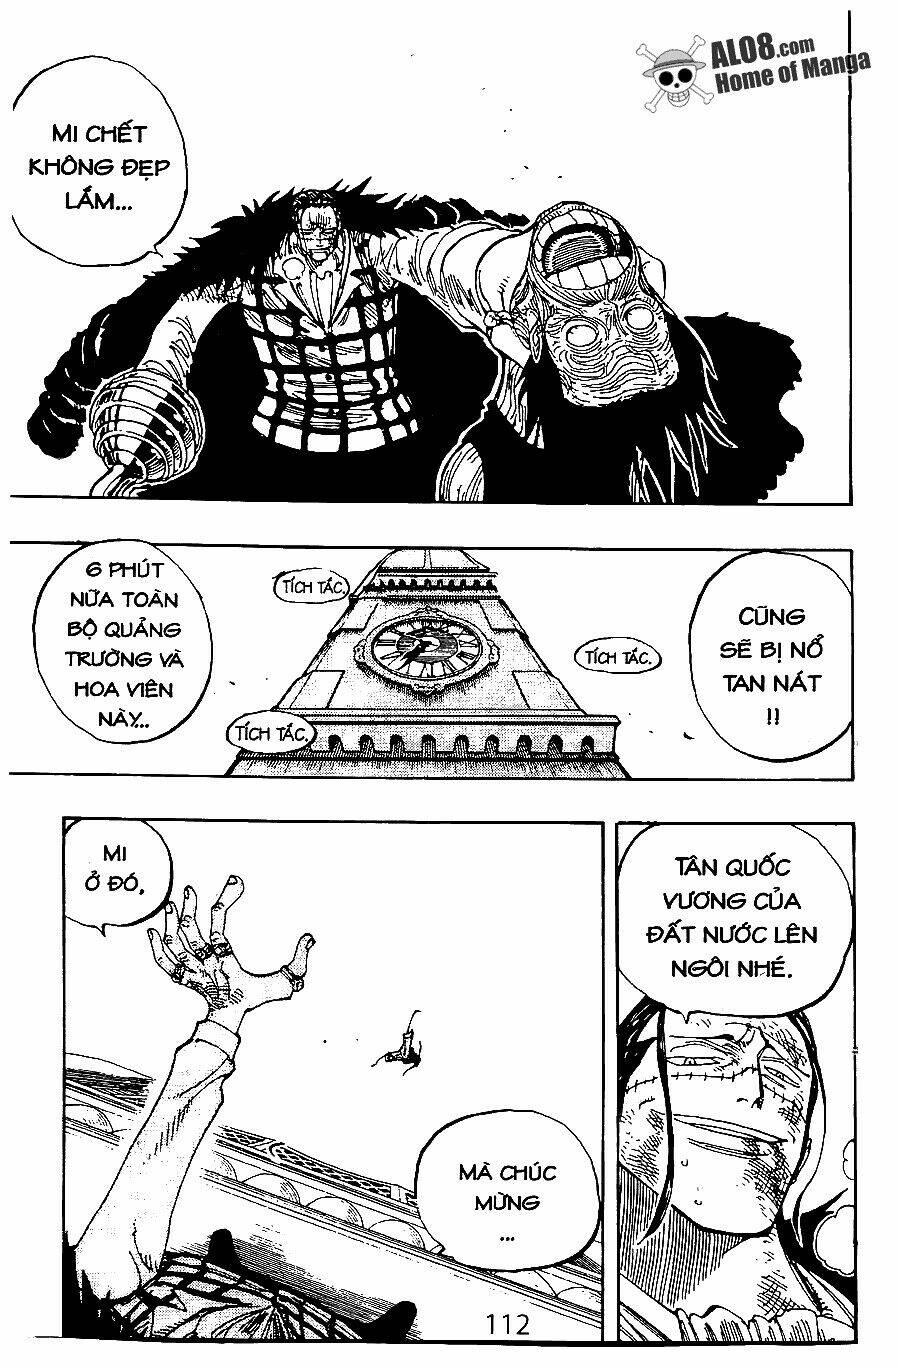 AL08.com
Home of Manga
MI CHẾT
KHÔNG ĐẸP
LẮM...
6 PHÚT
NỮA TOÀN
BỘ QUẢNG
TRƯỜNG VÀ
HOA VIÊN
NÀY...
TÍCH TẮC.
TÍCH TẮC.
TÍCH TẮC.
CŨNG
SẼ BỊ NỔ
TAN NÁT
!!
MI
Ở ĐÓ,
MÀ CHÚC
MỪNG
...
TÂN QUỐC
VƯƠNG CỦA
ĐẤT NƯỚC LÊN
NGÔI NHÉ.
112